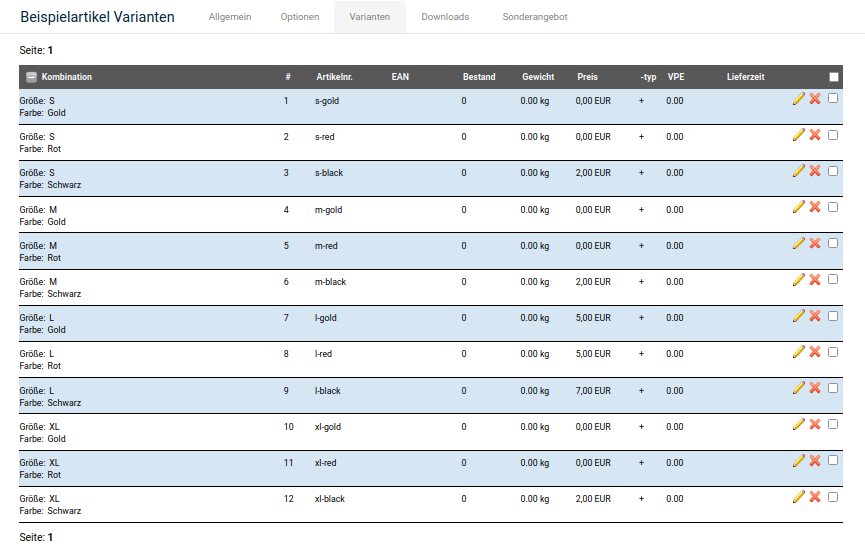 Beispielartikel Varianten Allgemein Optionen Varianten Downloads Sonderangebot
Seite: 1
Kombination # Artikelnr. EAN Bestand Gewicht Preis -typ VPE Lieferzeit
Größe: S 1 s-gold 0 0.00 kg 0,00 EUR + 0.00
Farbe: Gold
Größe: S 2 s-red 0 0.00 kg 0,00 EUR + 0.00
Farbe: Rot
Größe: S 3 s-black 0 0.00 kg 2,00 EUR + 0.00
Farbe: Schwarz
Größe: M 4 m-gold 0 0.00 kg 0,00 EUR + 0.00
Farbe: Gold
Größe: M 5 m-red 0 0.00 kg 0,00 EUR + 0.00
Farbe: Rot
Größe: M 6 m-black 0 0.00 kg 2,00 EUR + 0.00
Farbe: Schwarz
Größe: L 7 l-gold 0 0.00 kg 5,00 EUR + 0.00
Farbe: Gold
Größe: L 8 l-red 0 0.00 kg 5,00 EUR + 0.00
Farbe: Rot
Größe: L 9 l-black 0 0.00 kg 7,00 EUR + 0.00
Farbe: Schwarz
Größe: XL 10 xl-gold 0 0.00 kg 0,00 EUR + 0.00
Farbe: Gold
Größe: XL 11 xl-red 0 0.00 kg 0,00 EUR + 0.00
Farbe: Rot
Größe: XL 12 xl-black 0 0.00 kg 2,00 EUR + 0.00
Farbe: Schwarz
Seite: 1